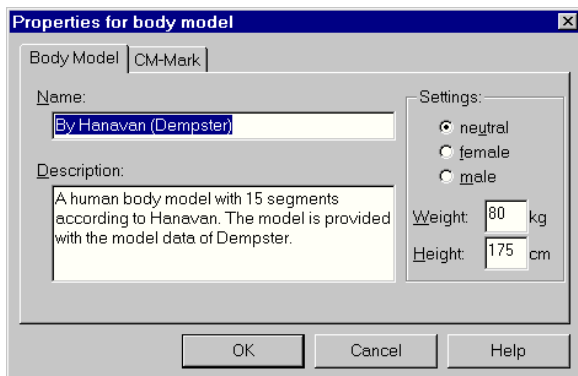 Properties for body model
Body Model
CM-Mark
Name:
By Hanavan (Dempster)
Description:
A human body model with 15 segments
according to Hanavan. The model is provided
with the model data of Dempster.
Settings:
neutral
female
male
Weight: 80 kg
Height: 175 cm
OK
Cancel
Help